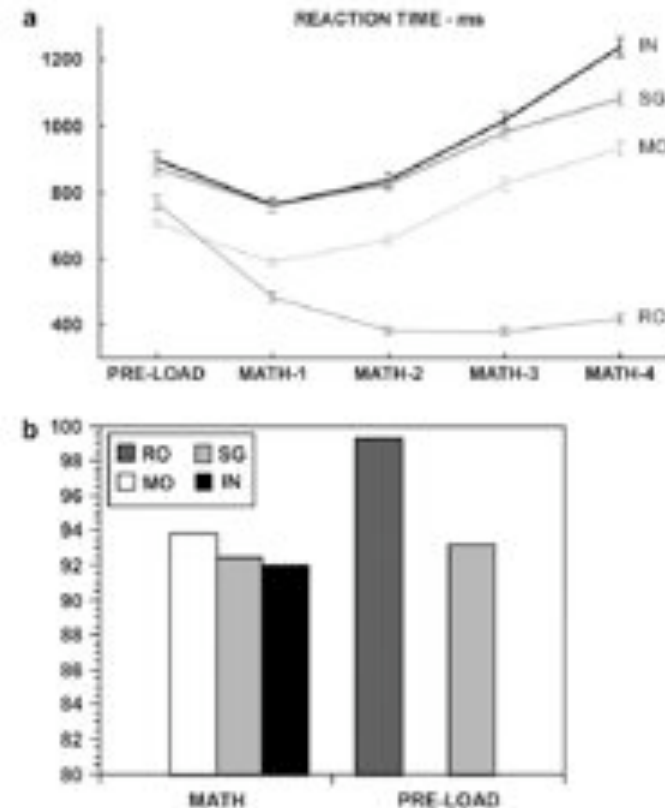 a
REACTION TIME - ms
1200
1000
800
600
400
IN
SG
MO
RO
PRE-LOAD MATH-1 MATH-2 MATH-3 MATH-4
b
100
98
96
94
92
90
88
86
84
82
80
RO SG
MO IN
MATH PRE-LOAD